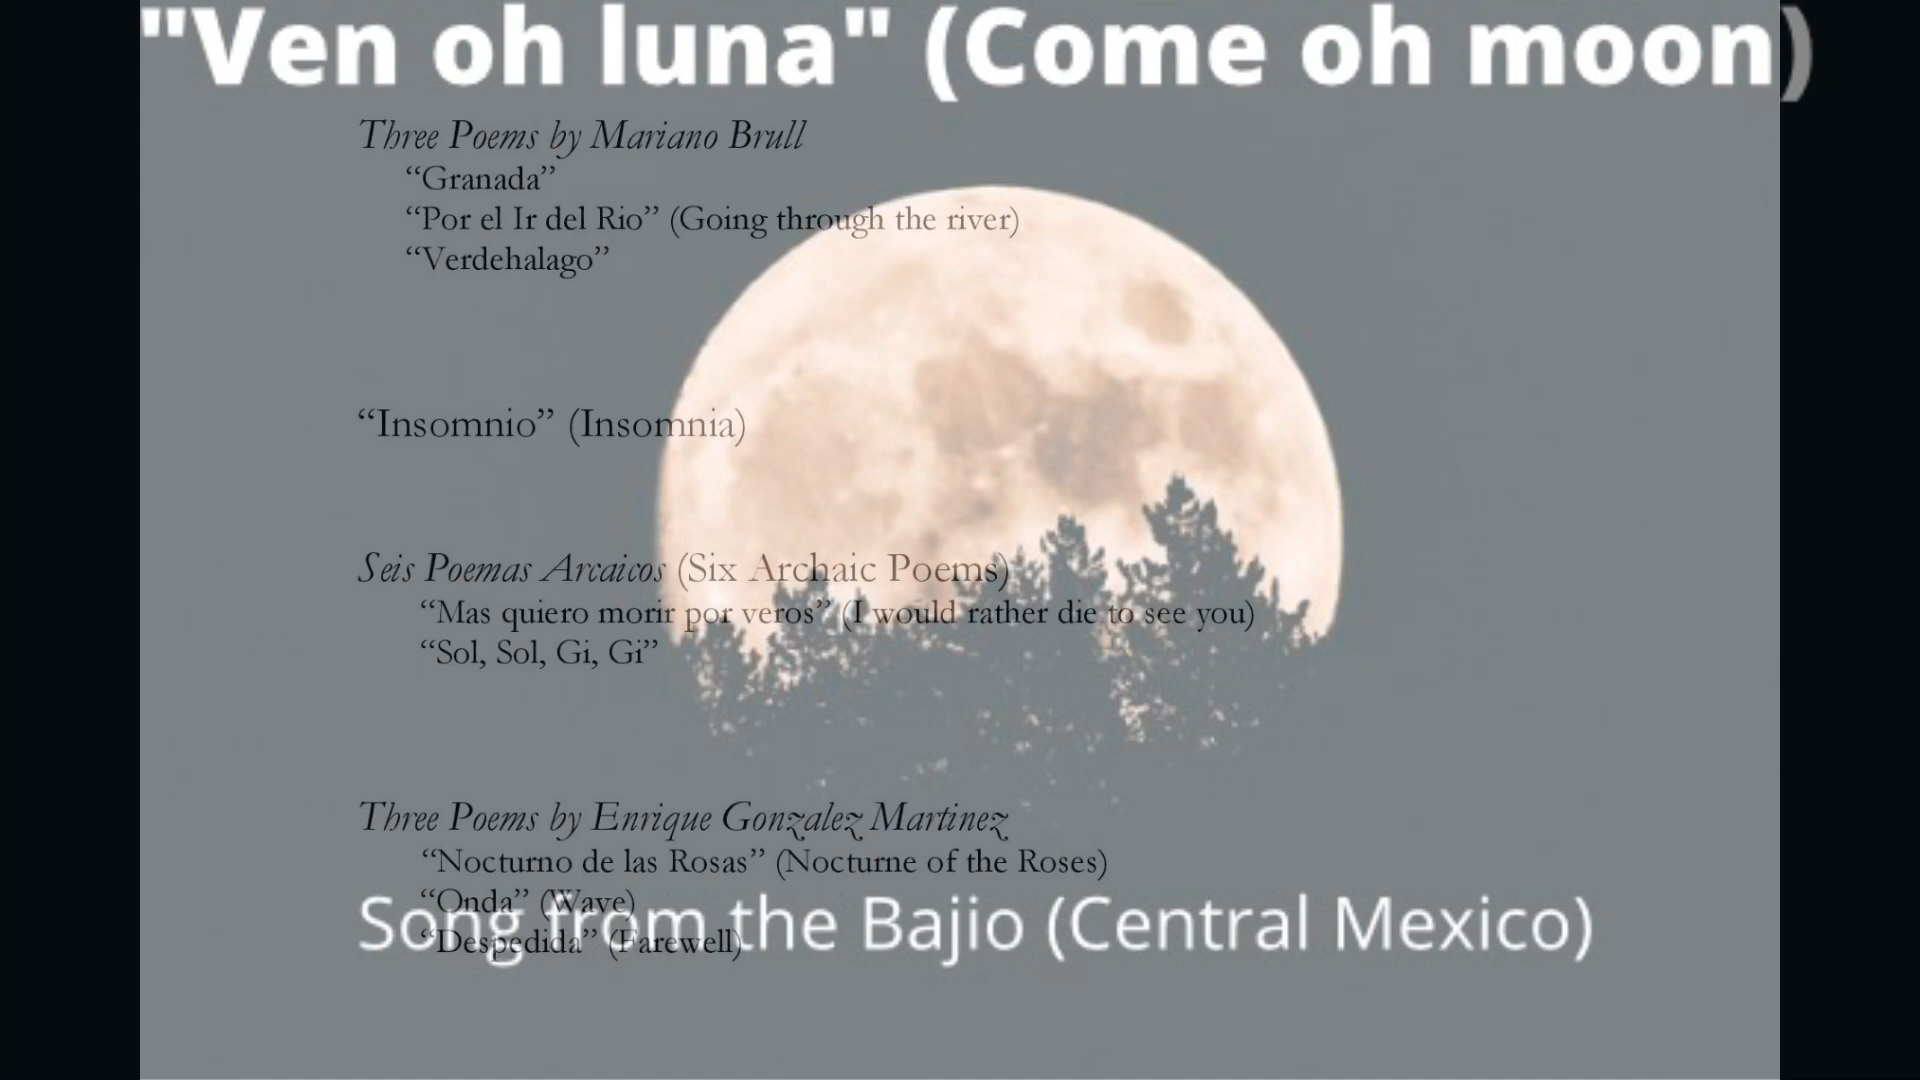 "Ven oh luna" (Come oh moon)
Three Poems by Mariano Brull
“Granada”
“Por el Ir del Rio” (Going through the river)
“Verdehalago”
“Insomnio” (Insomnia)
Seis Poemas Arcaicos (Six Archaic Poems)
“Mas quiero morir por veros” (I would rather die to see you)
“Sol, Sol, Gi, Gi”
Three Poems by Enrique Gonzalez Martinez
“Nocturno de las Rosas” (Nocturne of the Roses)
“Onda” (Wave)
Song from the Bajio (Central Mexico)
“Despedida” (Farewell)